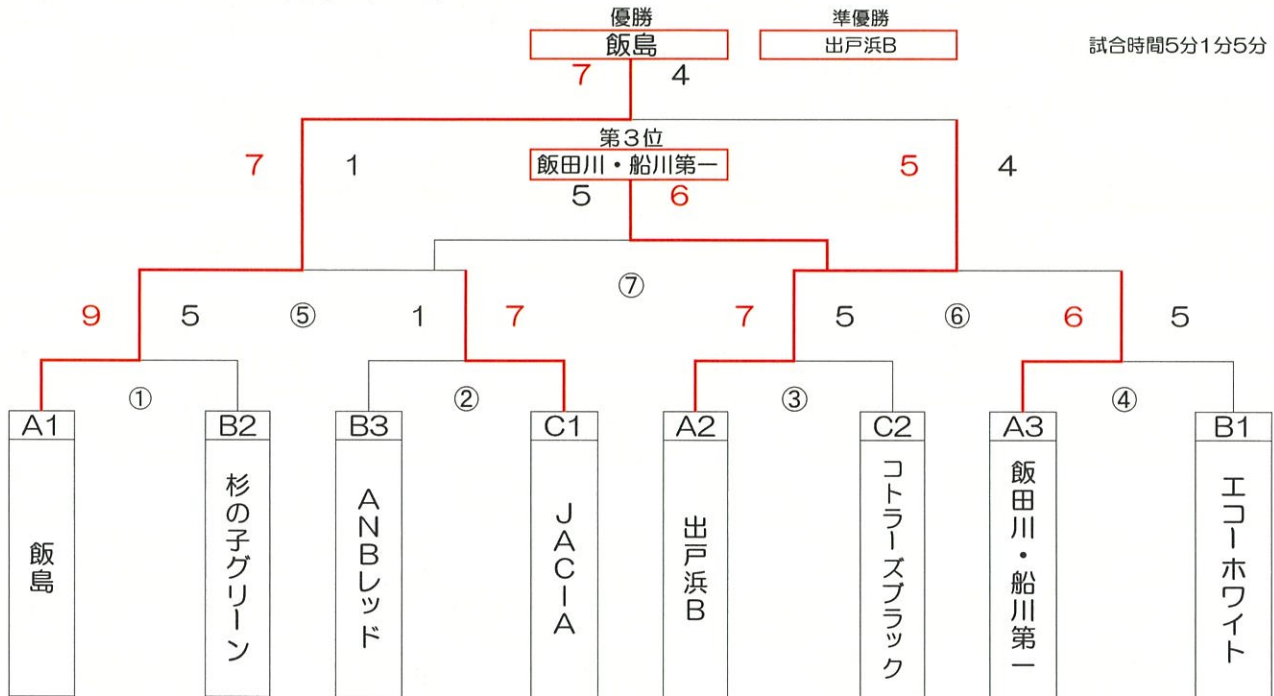 優勝
準優勝
飯島
出戸浜B
試合時間5分1分5分
7 4
第3位
7 1
飯田川・船川第一
5 4
5 6
⑦
9 5 ⑤ 1 7
7 5 ⑥ 6 5
① ② ③ ④
A1 B2 B3 C1 A2 C2 A3 B1
飯島
杉の子グリーン
ANBレッド
JACIA
出戸浜B
コトラーズブラック
飯田川・船川第一
エコーホワイト